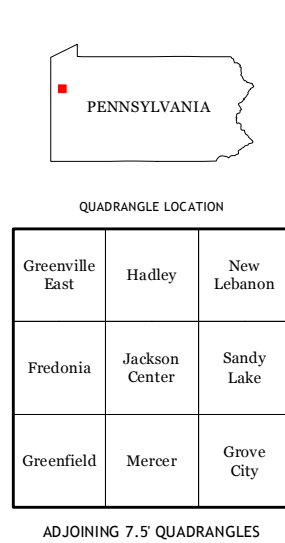 PENNSYLVANIA
QUADRANGLE LOCATION
Greenville
East
Hadley
New
Lebanon
Fredonia
Jackson
Center
Sandy
Lake
Greenfield
Mercer
Grove
City
ADJOINING 7.5' QUADRANGLES